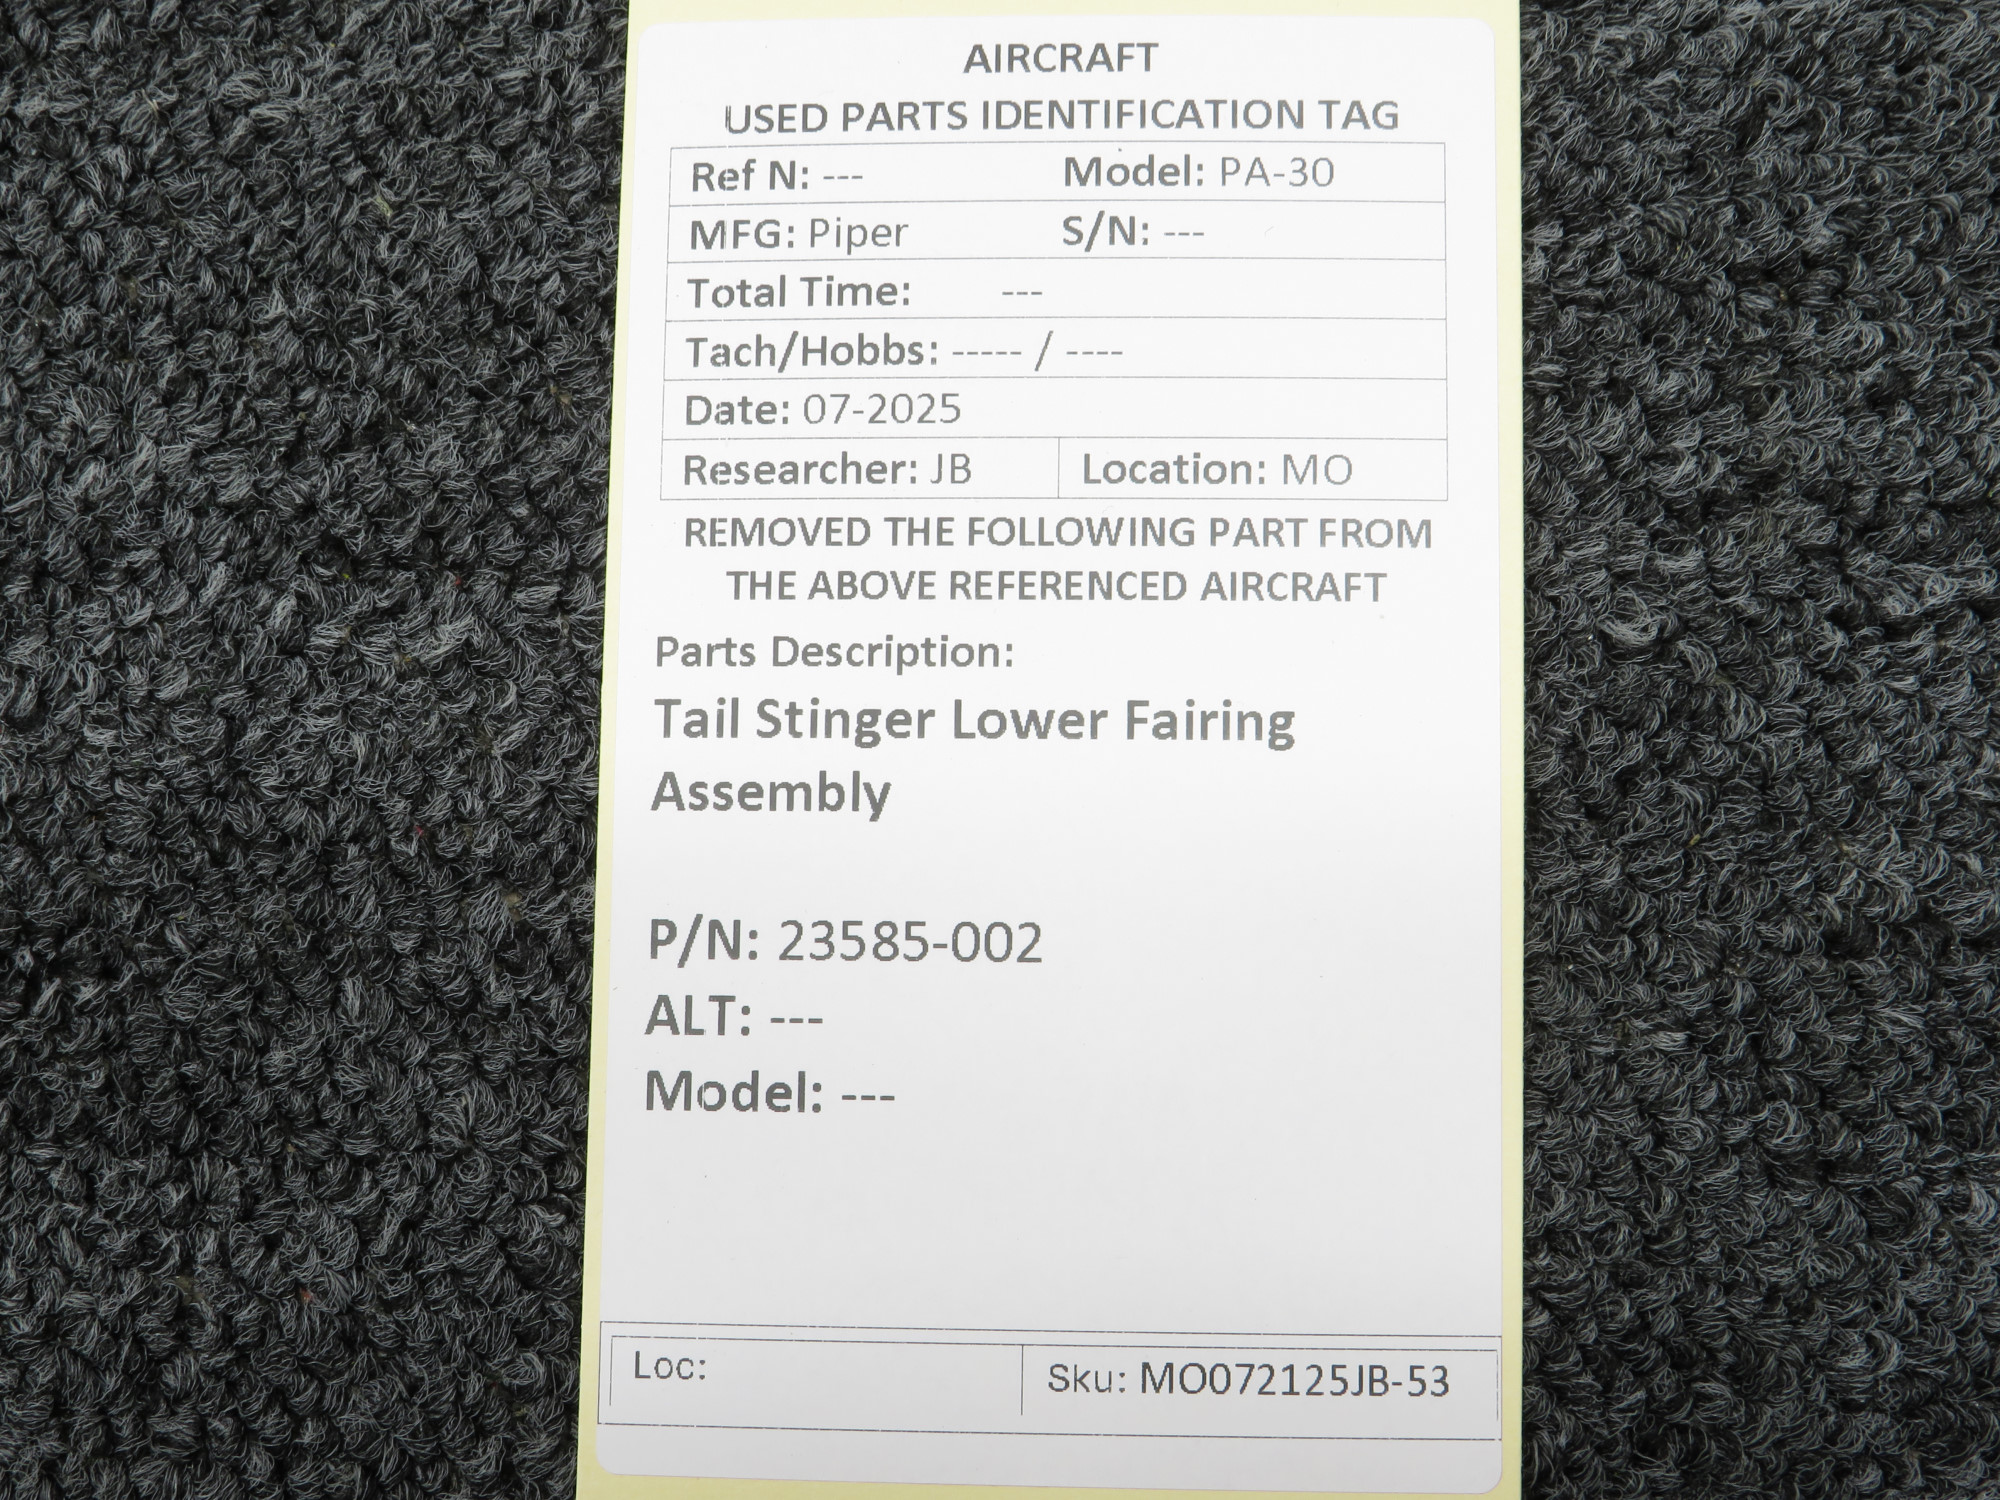 AIRCRAFT
USED PARTS IDENTIFICATION TAG
Ref N: --- Model: PA-30
MFG: Piper S/N: ---
Total Time: ---
Tach/Hobbs: ----- / ----
Date: 07-2025
Researcher: JB Location: MO
REMOVED THE FOLLOWING PART FROM
THE ABOVE REFERENCED AIRCRAFT
Parts Description:
Tail Stinger Lower Fairing
Assembly
P/N: 23585-002
ALT: ---
Model: ---
Loc: Sku: MO072125JB-53